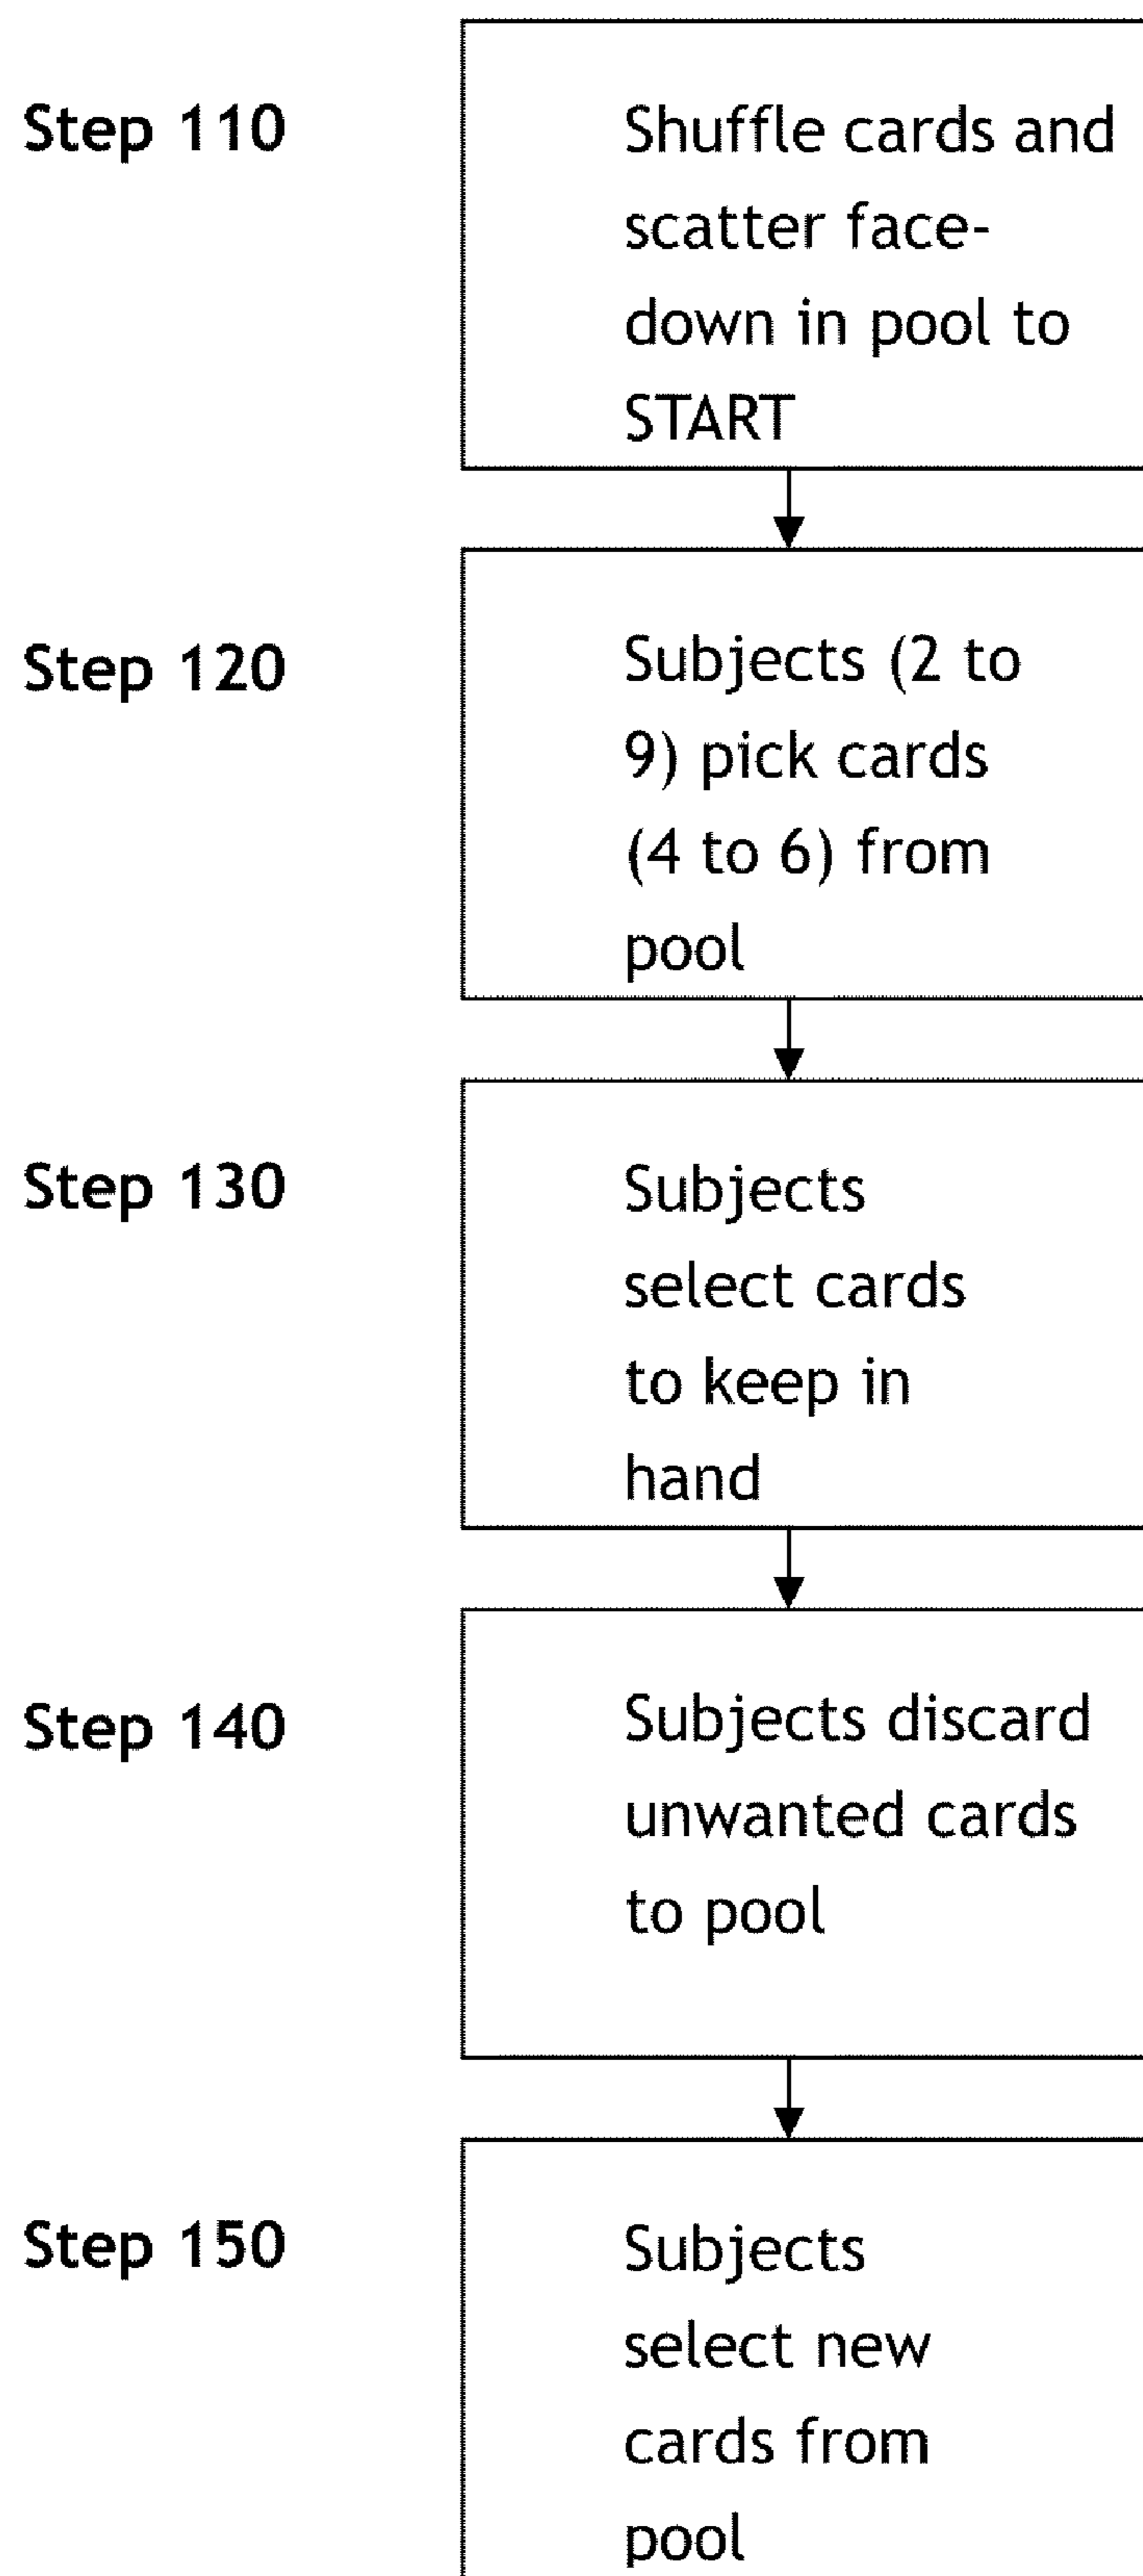 Step 110
Shuffle cards and
scatter face-
down in pool to
START
Step 120
Subjects (2 to
9) pick cards
(4 to 6) from
pool
Step 130
Subjects
select cards
to keep in
hand
Step 140
Subjects discard
unwanted cards
to pool
Step 150
Subjects
select new
cards from
pool